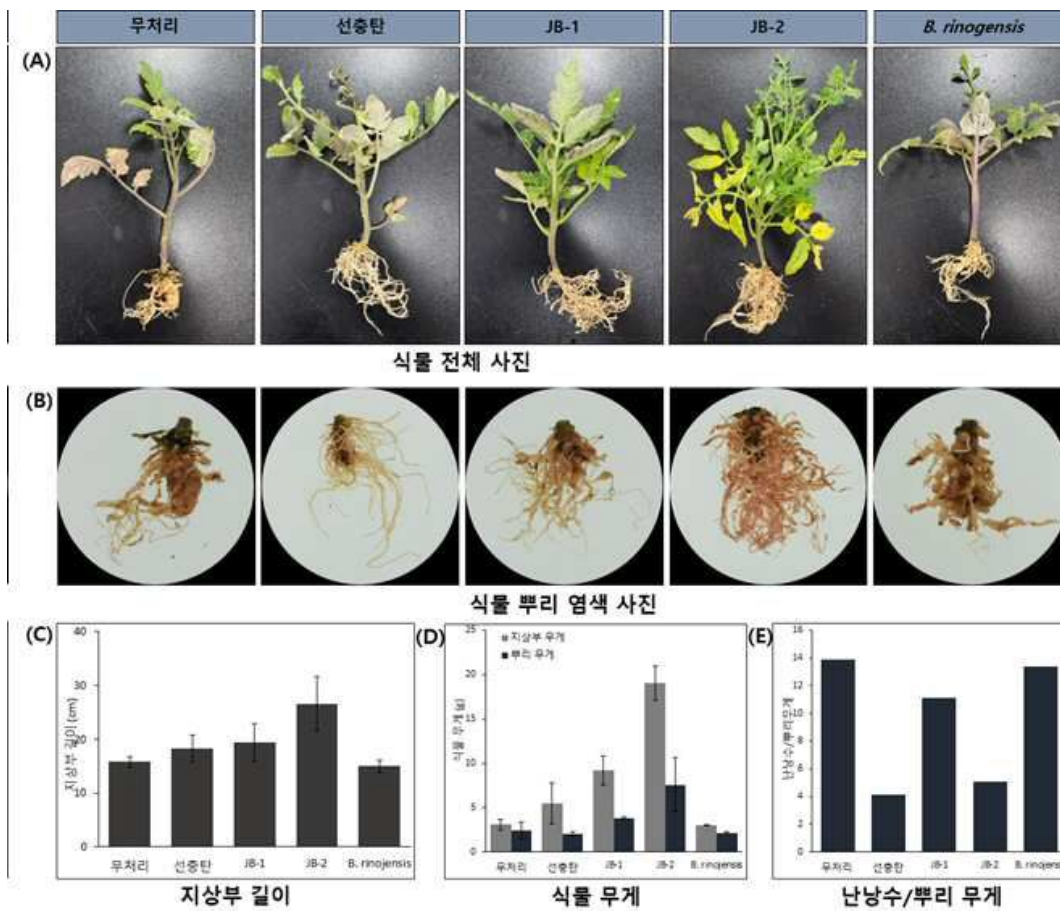 무처리 선충탄 JB-1 JB-2 B. rinogensis
(A)
식물 전체 사진
(B)
식물 뿌리 염색 사진
(C)
지상부 길이 (cm)
40
30
20
10
0
무처리 선충탄 JB-1 JB-2 B. rinojensis
지상부 길이
(D)
식물 무게 (g)
25
20
15
10
5
0
지상부 무게
뿌리 무게
무처리 선충탄 JB-1 JB-2 B. rinojensis
식물 무게
(E)
난낭수/뿌리무게
16
14
12
10
8
6
4
2
0
무처리 선충탄 JB-1 JB-2 B. rinojensis
난낭수/뿌리 무게